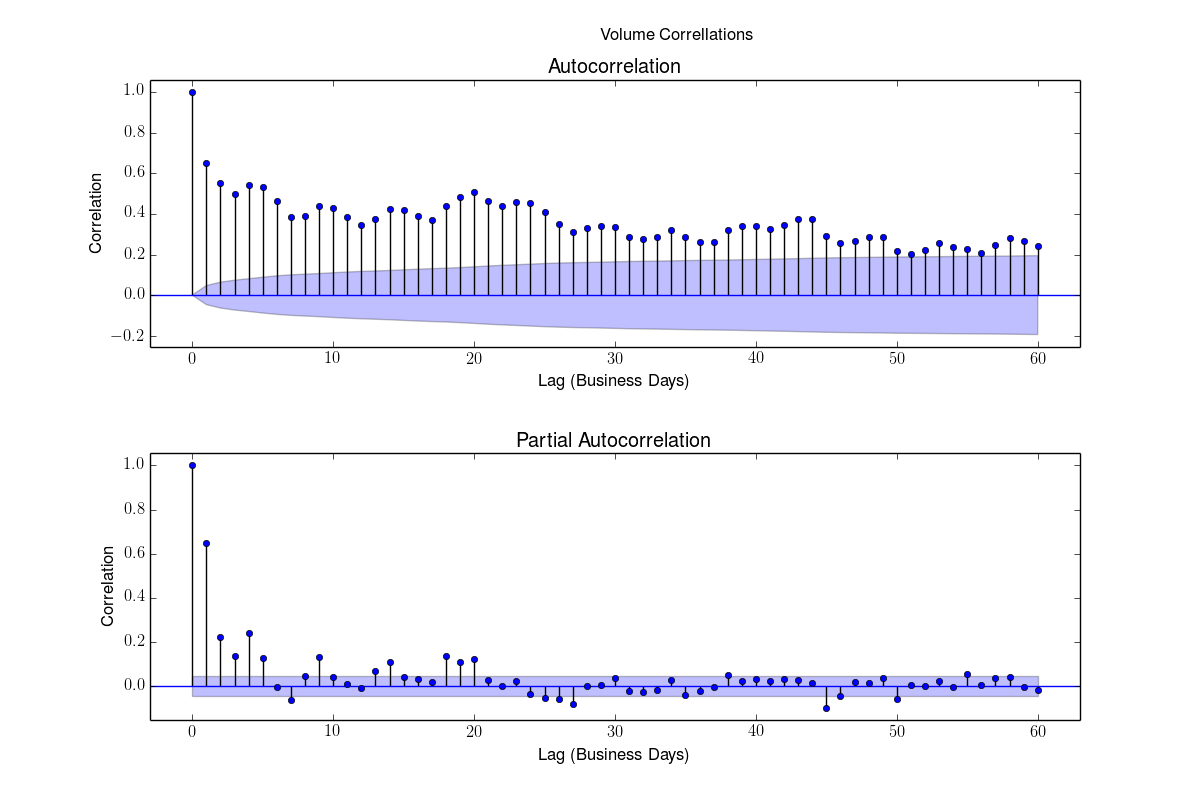 Volume Correllations
Autocorrelation
1.0
0.8
0.6
0.4
0.2
0.0
−0.2
Correlation
0 10 20 30 40 50 60
Lag (Business Days)
Partial Autocorrelation
1.0
0.8
0.6
0.4
0.2
0.0
Correlation
0 10 20 30 40 50 60
Lag (Business Days)